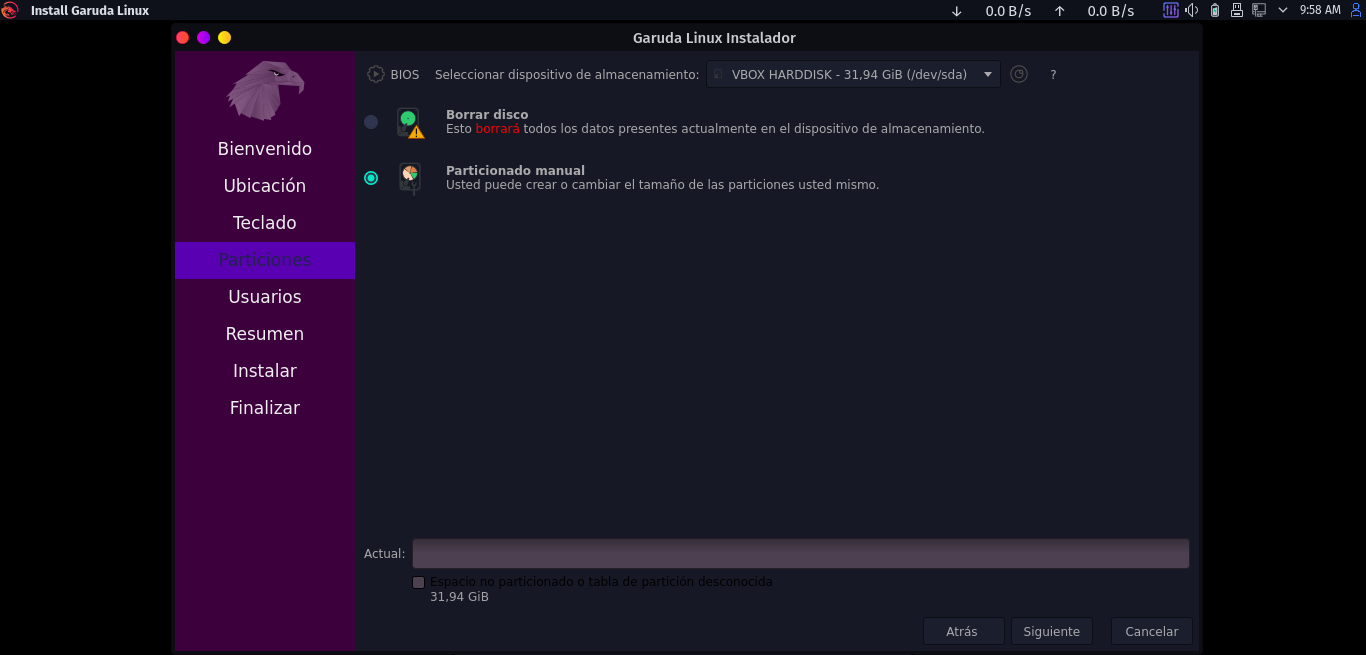 Install Garuda Linux
0.0 B/s
0.0 B/s
9:58 AM
Garuda Linux Instalador
Bienvenido
Ubicación
Teclado
Particiones
Usuarios
Resumen
Instalar
Finalizar
BIOS Seleccionar dispositivo de almacenamiento: VBOX HARDDISK - 31,94 GiB (/dev/sda) ?
Borrar disco
Esto borrará todos los datos presentes actualmente en el dispositivo de almacenamiento.
Particionado manual
Usted puede crear o cambiar el tamaño de las particiones usted mismo.
Actual:
Espacio no particionado o tabla de partición desconocida
31,94 GiB
Atrás Siguiente Cancelar